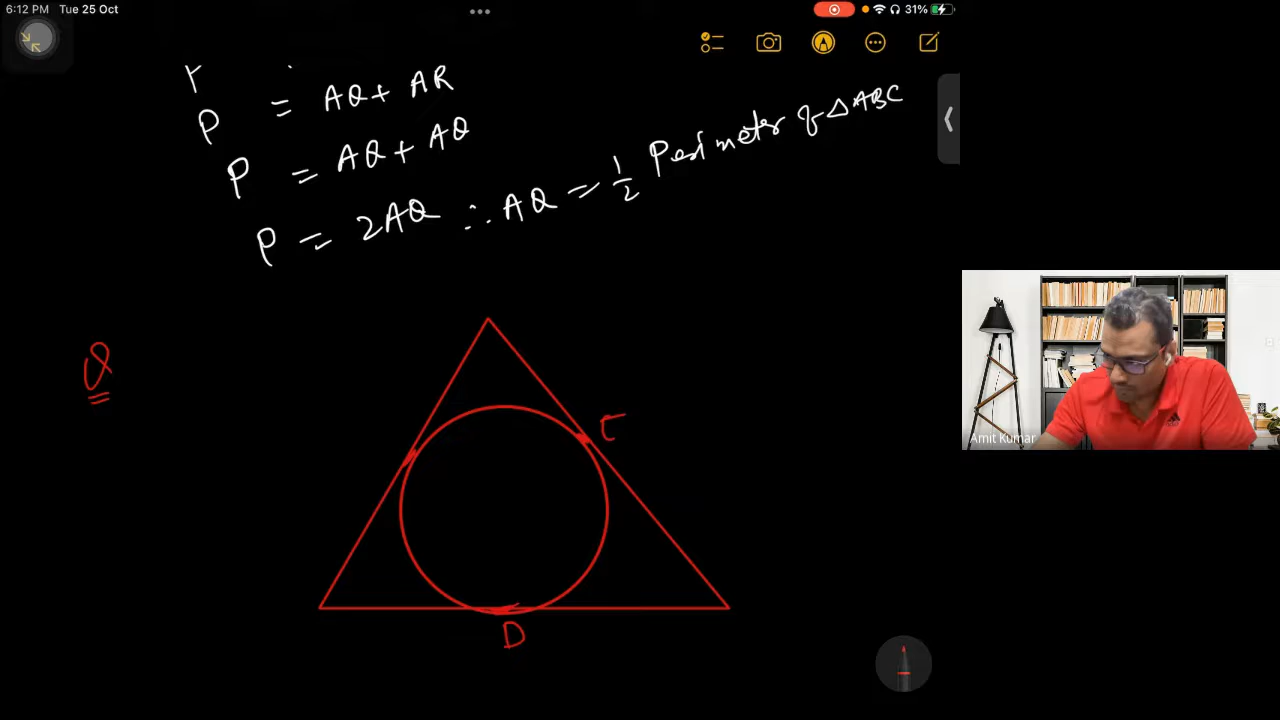 6:12 PM Tue 25 Oct
31%
P = AQ + AR
P = AQ + AQ
P = 2AQ ∴ AQ = 1/2 Perimeter of △ABC
Q
E
D
Amit Kumar